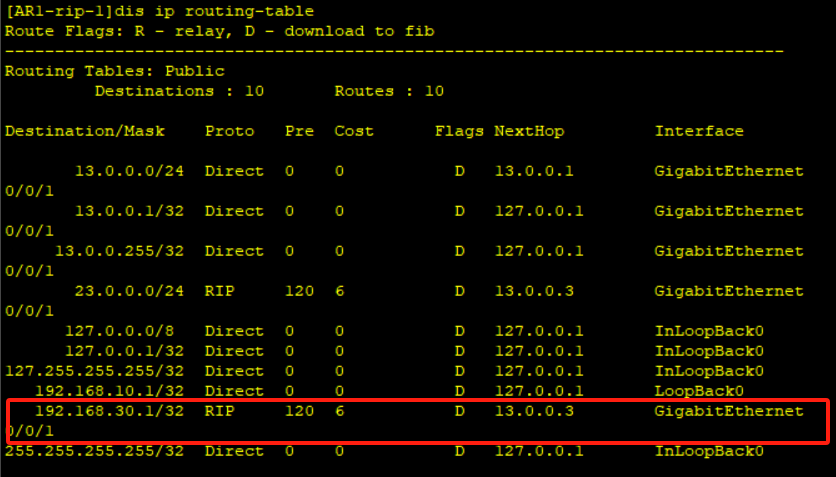 [AR1-rip-1]dis ip routing-table
Route Flags: R - relay, D - download to fib
------------------------------------------------------------------------------
Routing Tables: Public
         Destinations : 10       Routes : 10

Destination/Mask    Proto   Pre  Cost      Flags NextHop         Interface

       13.0.0.0/24  Direct  0    0           D   13.0.0.1        GigabitEthernet
0/0/1
       13.0.0.1/32  Direct  0    0           D   127.0.0.1       GigabitEthernet
0/0/1
     13.0.0.255/32  Direct  0    0           D   127.0.0.1       GigabitEthernet
0/0/1
       23.0.0.0/24  RIP     120  6           D   13.0.0.3        GigabitEthernet
0/0/1
      127.0.0.0/8   Direct  0    0           D   127.0.0.1       InLoopBack0
      127.0.0.1/32  Direct  0    0           D   127.0.0.1       InLoopBack0
127.255.255.255/32  Direct  0    0           D   127.0.0.1       InLoopBack0
   192.168.10.1/32  Direct  0    0           D   127.0.0.1       LoopBack0
   192.168.30.1/32  RIP     120  6           D   13.0.0.3        GigabitEthernet
0/0/1
255.255.255.255/32  Direct  0    0           D   127.0.0.1       InLoopBack0